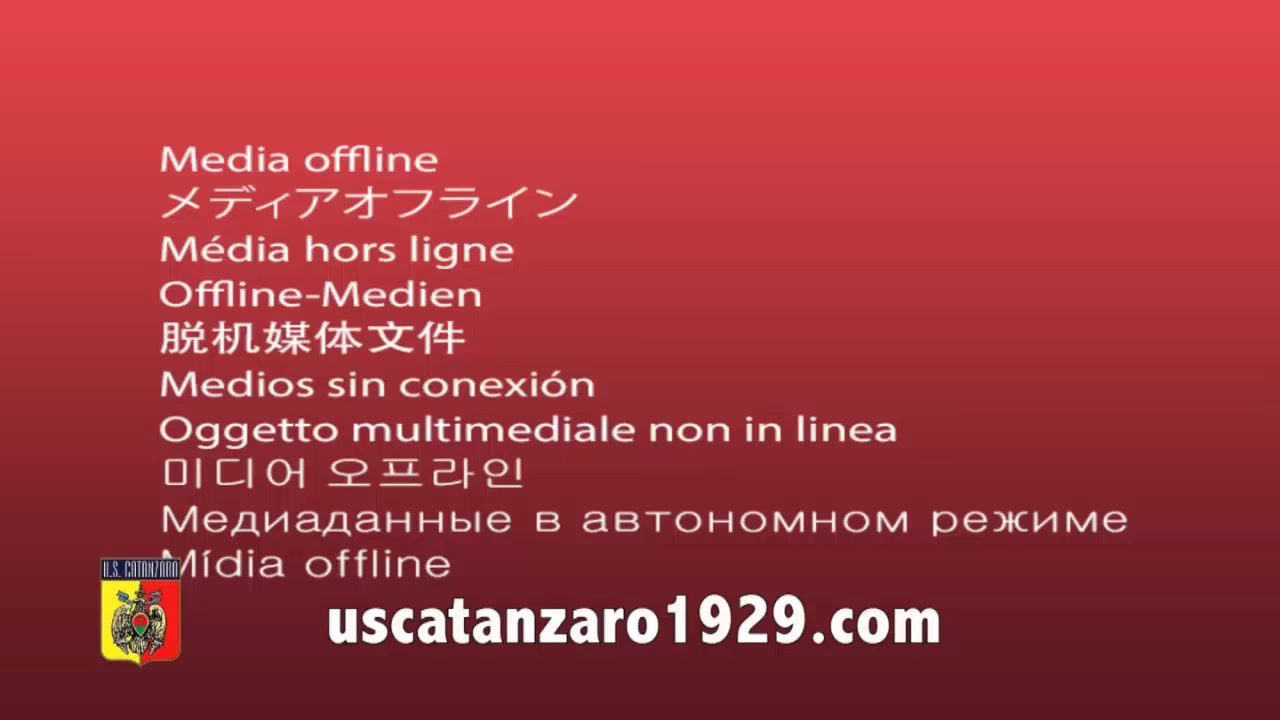 Media offline
メディアオフライン
Média hors ligne
Offline-Medien
脱机媒体文件
Medios sin conexión
Oggetto multimediale non in linea
미디어 오프라인
Медиаданные в автономном режиме
Mídia offline
U.S. CATANZARO
uscatanzaro1929.com